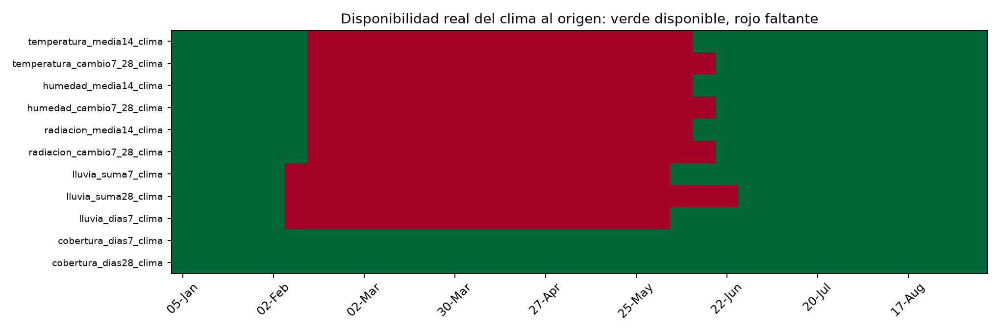 Disponibilidad real del clima al origen: verde disponible, rojo faltante
temperatura_media14_clima
temperatura_cambio7_28_clima
humedad_media14_clima
humedad_cambio7_28_clima
radiacion_media14_clima
radiacion_cambio7_28_clima
lluvia_suma7_clima
lluvia_suma28_clima
lluvia_dias7_clima
cobertura_dias7_clima
cobertura_dias28_clima
05-Jan
02-Feb
02-Mar
30-Mar
27-Apr
25-May
22-Jun
20-Jul
17-Aug